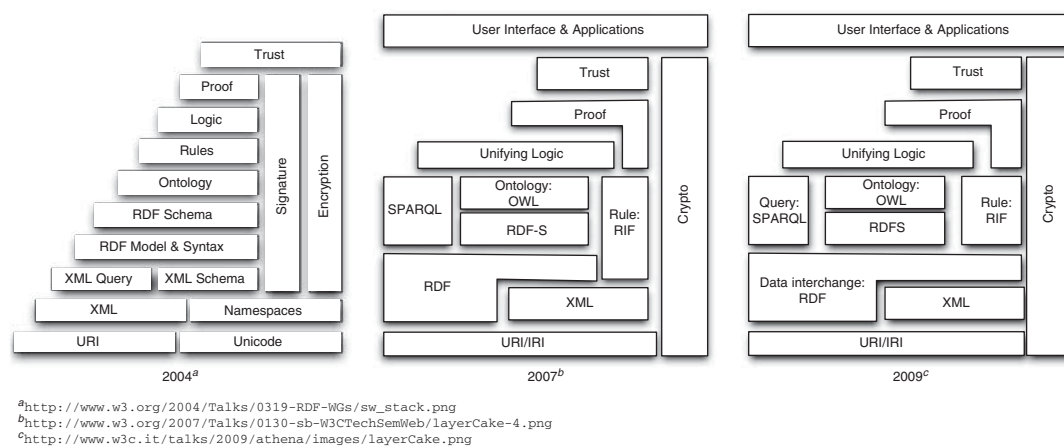 Trust
Proof
Logic
Rules
Ontology
RDF Schema
RDF Model & Syntax
XML Query
XML Schema
XML
Namespaces
URI
Unicode
Signature
Encryption
2004a
User Interface & Applications
Trust
Proof
Unifying Logic
SPARQL
Ontology:
OWL
RDF-S
Rule:
RIF
RDF
XML
URI/IRI
Crypto
2007b
User Interface & Applications
Trust
Proof
Unifying Logic
Query:
SPARQL
Ontology:
OWL
RDFS
Rule:
RIF
Data interchange:
RDF
XML
URI/IRI
Crypto
2009c
ahttp://www.w3.org/2004/Talks/0319-RDF-WGs/sw_stack.png
bhttp://www.w3.org/2007/Talks/0130-sb-W3CTechSemWeb/layerCake-4.png
chttp://www.w3c.it/talks/2009/athena/images/layerCake.png